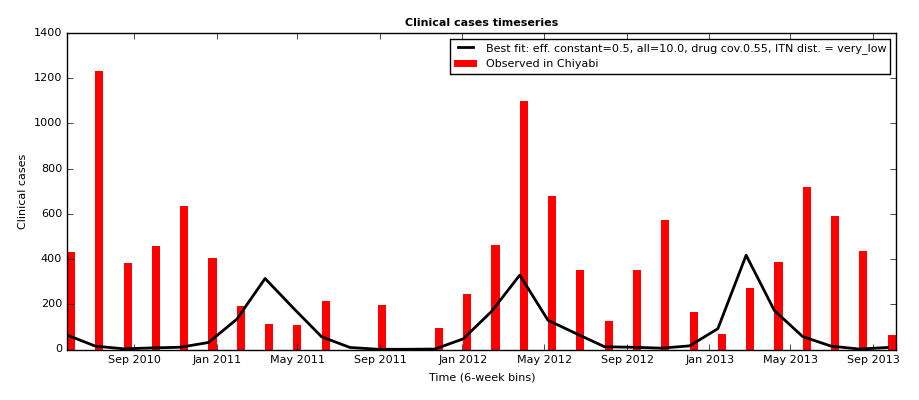 Clinical cases timeseries
1400
1200
1000
800
600
400
200
0
Clinical cases
Best fit: eff. constant=0.5, all=10.0, drug cov.0.55, ITN dist. = very_low
Observed in Chiyabi
Sep 2010 Jan 2011 May 2011 Sep 2011 Jan 2012 May 2012 Sep 2012 Jan 2013 May 2013 Sep 2013
Time (6-week bins)